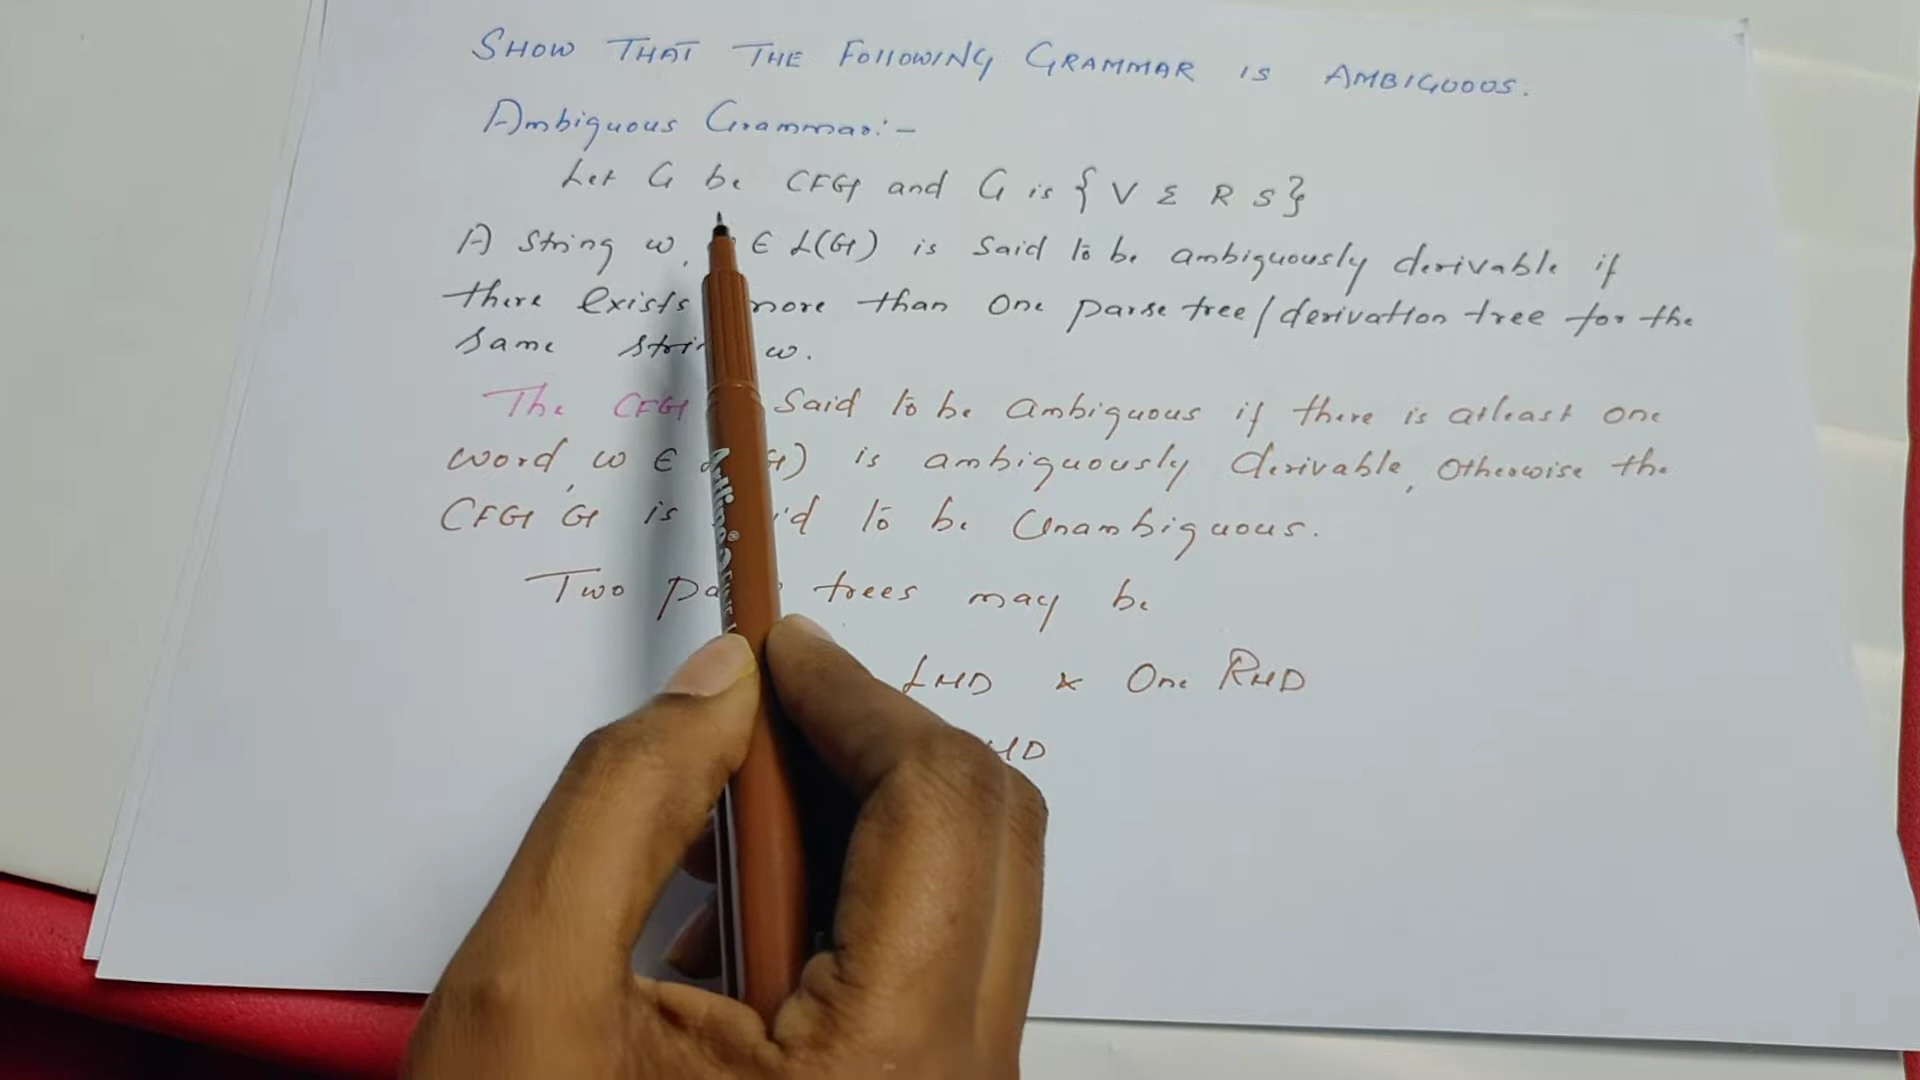 SHOW THAT THE FOLLOWING GRAMMAR IS AMBIGUOUS.
Ambiguous Grammar:-
Let G be CFG and G is { V Σ R S }
A string w, ∈ L(G) is said to be ambiguously derivable if
there exists more than one parse tree/derivation tree for the
same w.
The CFG said to be ambiguous if there is atleast one
word, w ∈ G) is ambiguously derivable, otherwise the
CFG G is to be Unambiguous.
Two trees may be
LMD & One RMD
MD
Artline